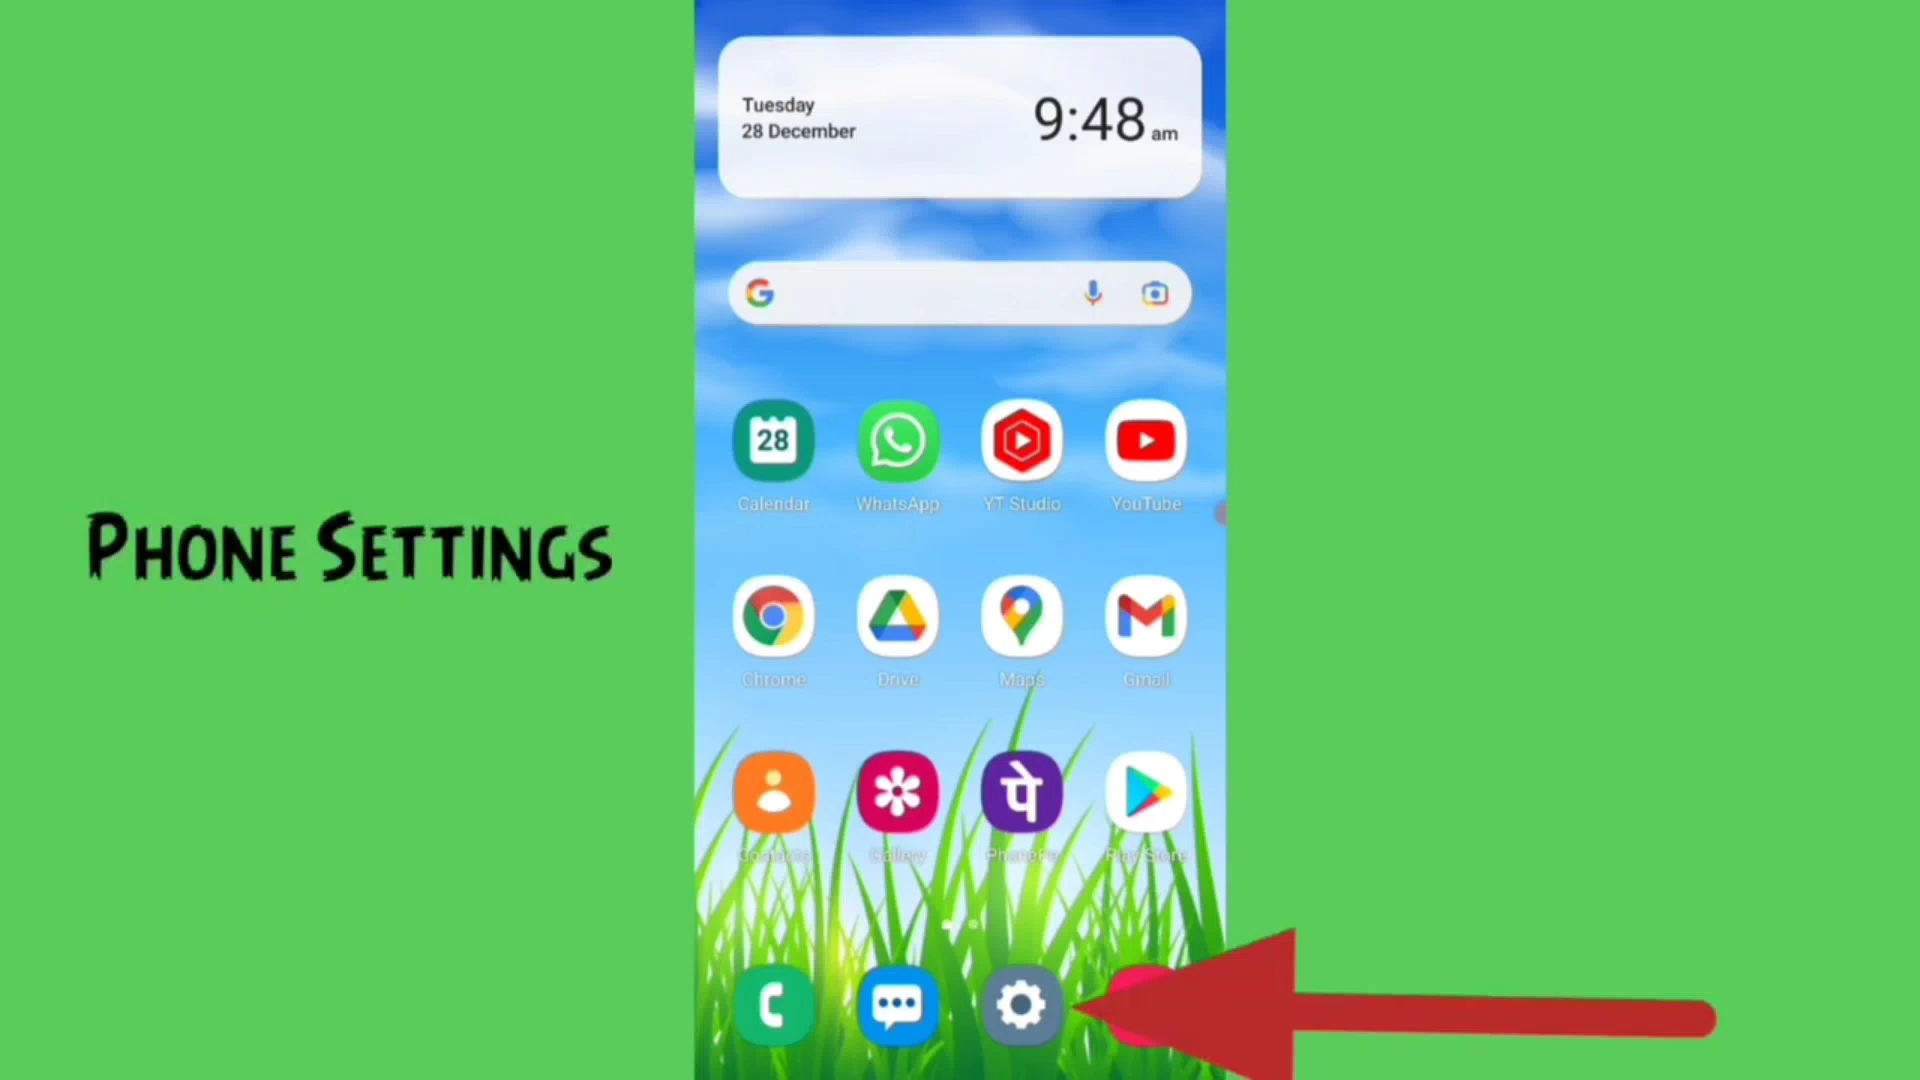 Tuesday
28 December
9:48 am
28
Calendar WhatsApp YT Studio YouTube
PHONE SETTINGS
Chrome Drive Maps Gmail
पे
Contacts Gallery PhonePe Play Store